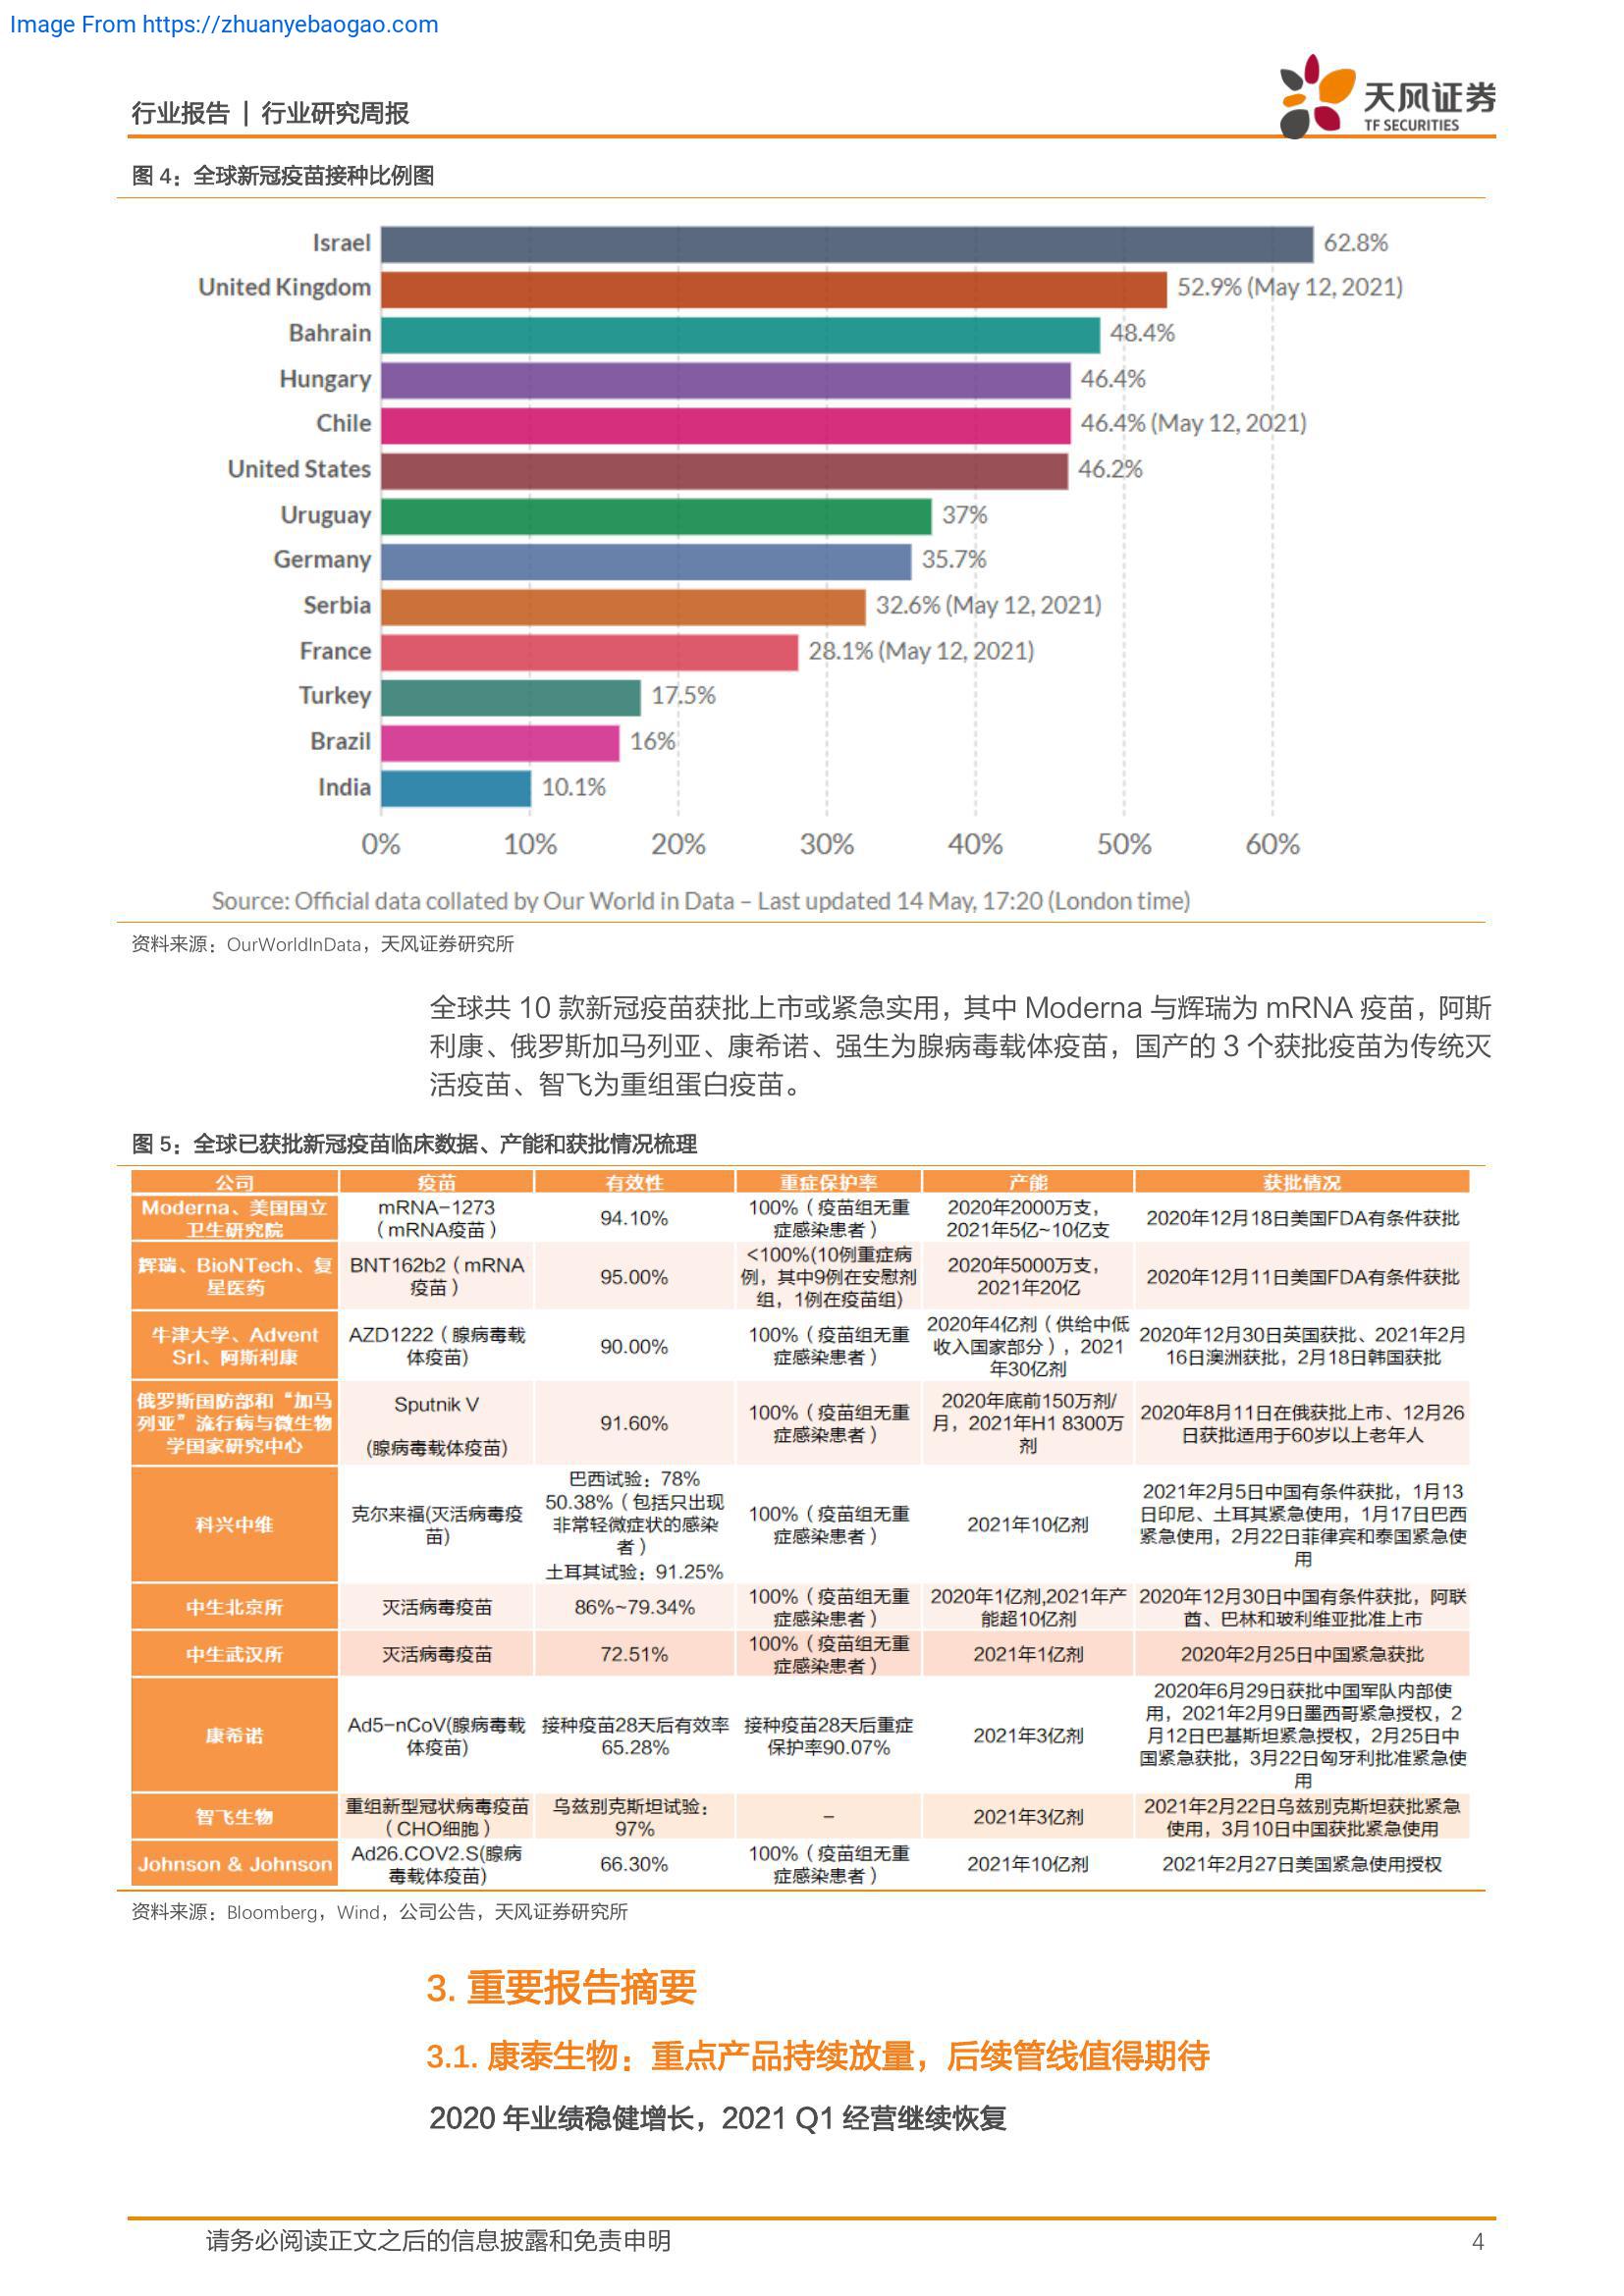 Image From https://zhuanyebaogao.com
行业报告 | 行业研究周报
天风证券
TF SECURITIES
图 4：全球新冠疫苗接种比例图
Israel 62.8%
United Kingdom 52.9% (May 12, 2021)
Bahrain 48.4%
Hungary 46.4%
Chile 46.4% (May 12, 2021)
United States 46.2%
Uruguay 37%
Germany 35.7%
Serbia 32.6% (May 12, 2021)
France 28.1% (May 12, 2021)
Turkey 17.5%
Brazil 16%
India 10.1%
0% 10% 20% 30% 40% 50% 60%
Source: Official data collated by Our World in Data – Last updated 14 May, 17:20 (London time)
资料来源：OurWorldInData，天风证券研究所
全球共 10 款新冠疫苗获批上市或紧急实用，其中 Moderna 与辉瑞为 mRNA 疫苗，阿斯
利康、俄罗斯加马列亚、康希诺、强生为腺病毒载体疫苗，国产的 3 个获批疫苗为传统灭
活疫苗、智飞为重组蛋白疫苗。
图 5：全球已获批新冠疫苗临床数据、产能和获批情况梳理
公司 疫苗 有效性 重症保护率 产能 获批情况
Moderna、美国国立
卫生研究院
mRNA-1273
（mRNA疫苗）
94.10%
100%（疫苗组无重
症感染患者）
2020年2000万支，
2021年5亿~10亿支
2020年12月18日美国FDA有条件获批
辉瑞、BioNTech、复
星医药
BNT162b2（mRNA
疫苗）
95.00%
<100%(10例重症病
例，其中9例在安慰剂
组，1例在疫苗组)
2020年5000万支，
2021年20亿
2020年12月11日美国FDA有条件获批
牛津大学、Advent
Srl、阿斯利康
AZD1222（腺病毒载
体疫苗)
90.00%
100%（疫苗组无重
症感染患者）
2020年4亿剂（供给中低
收入国家部分），2021
年30亿剂
2020年12月30日英国获批、2021年2月
16日澳洲获批，2月18日韩国获批
俄罗斯国防部和“加马
列亚”流行病与微生物
学国家研究中心
Sputnik V
(腺病毒载体疫苗)
91.60%
100%（疫苗组无重
症感染患者）
2020年底前150万剂/
月，2021年H1 8300万
剂
2020年8月11日在俄获批上市、12月26
日获批适用于60岁以上老年人
科兴中维
克尔来福(灭活病毒疫
苗)
巴西试验：78%
50.38%（包括只出现
非常轻微症状的感染
者）
土耳其试验：91.25%
100%（疫苗组无重
症感染患者）
2021年10亿剂
2021年2月5日中国有条件获批，1月13
日印尼、土耳其紧急使用，1月17日巴西
紧急使用，2月22日菲律宾和泰国紧急使
用
中生北京所
灭活病毒疫苗
86%~79.34%
100%（疫苗组无重
症感染患者）
2020年1亿剂,2021年产
能超10亿剂
2020年12月30日中国有条件获批，阿联
酋、巴林和玻利维亚批准上市
中生武汉所
灭活病毒疫苗
72.51%
100%（疫苗组无重
症感染患者）
2021年1亿剂
2020年2月25日中国紧急获批
康希诺
Ad5-nCoV(腺病毒载
体疫苗)
接种疫苗28天后有效率
65.28%
接种疫苗28天后重症
保护率90.07%
2021年3亿剂
2020年6月29日获批中国军队内部使
用，2021年2月9日墨西哥紧急授权，2
月12日巴基斯坦紧急授权，2月25日中
国紧急获批，3月22日匈牙利批准紧急使
用
智飞生物
重组新型冠状病毒疫苗
（CHO细胞）
乌兹别克斯坦试验：
97%
–
2021年3亿剂
2021年2月22日乌兹别克斯坦获批紧急
使用，3月10日中国获批紧急使用
Johnson & Johnson
Ad26.COV2.S(腺病
毒载体疫苗)
66.30%
100%（疫苗组无重
症感染患者）
2021年10亿剂
2021年2月27日美国紧急使用授权
资料来源：Bloomberg，Wind，公司公告，天风证券研究所
3. 重要报告摘要
3.1. 康泰生物：重点产品持续放量，后续管线值得期待
2020 年业绩稳健增长，2021 Q1 经营继续恢复
请务必阅读正文之后的信息披露和免责申明 4